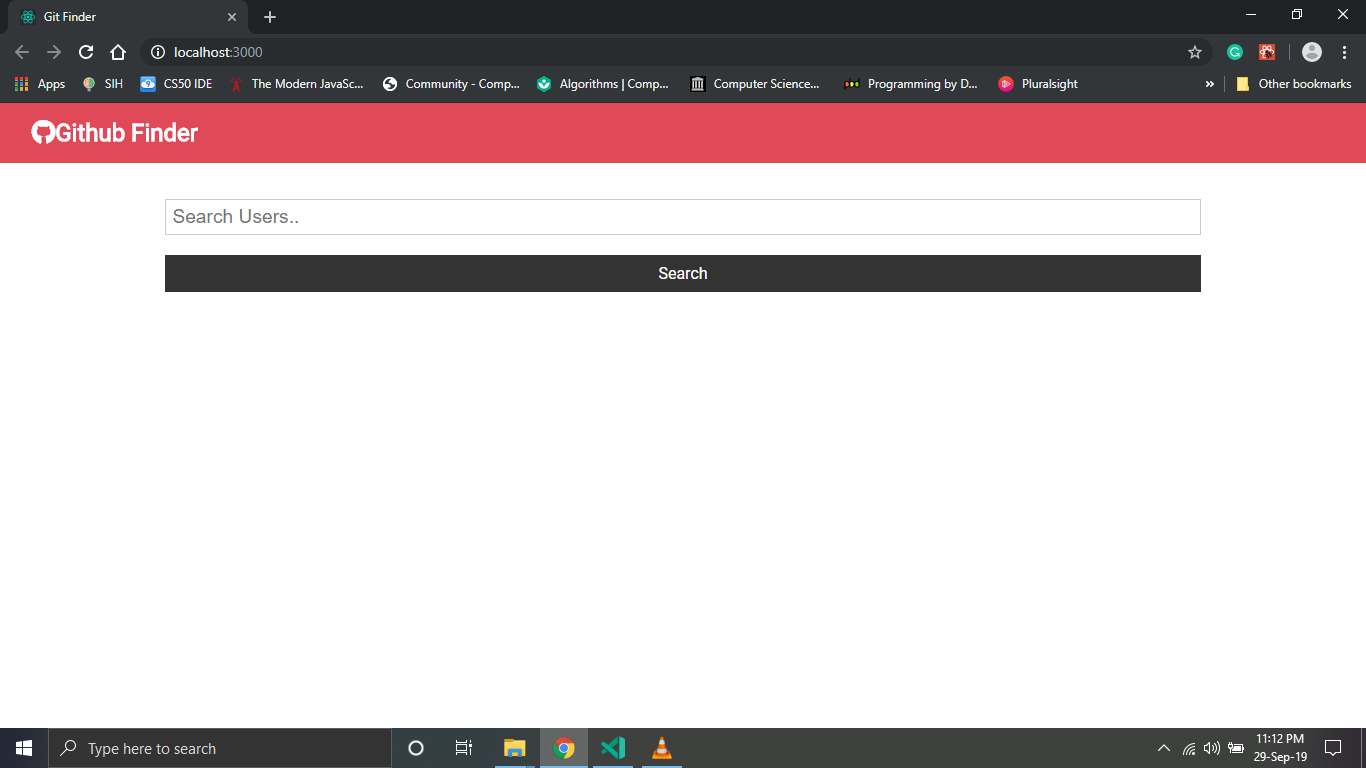 Git Finder
localhost:3000
Apps SIH CS50 IDE The Modern JavaSc... Community - Comp... Algorithms | Comp... Computer Science... Programming by D... Pluralsight » Other bookmarks
Github Finder
Search Users..
Search
Type here to search
11:12 PM
29-Sep-19